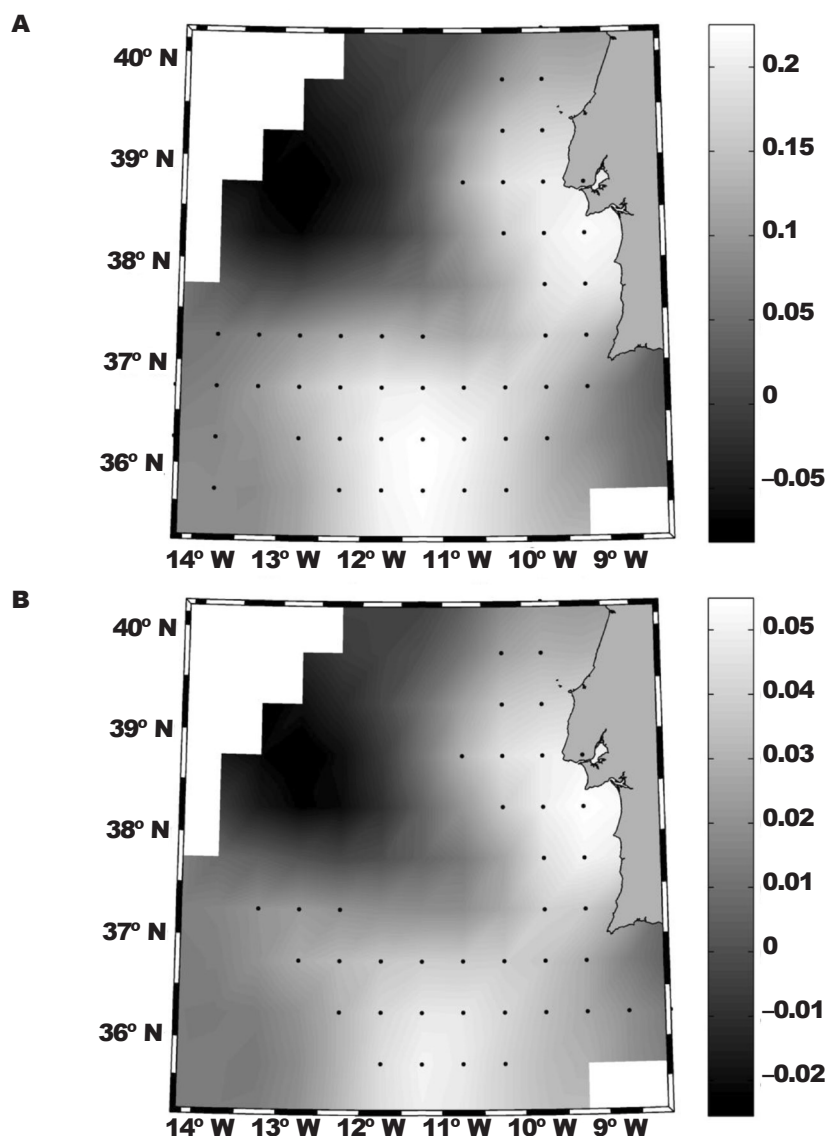 A
40º N
39º N
38º N
37º N
36º N
14º W 13º W 12º W 11º W 10º W 9º W
0.2
0.15
0.1
0.05
0
–0.05
B
40º N
39º N
38º N
37º N
36º N
14º W 13º W 12º W 11º W 10º W 9º W
0.05
0.04
0.03
0.02
0.01
0
–0.01
–0.02